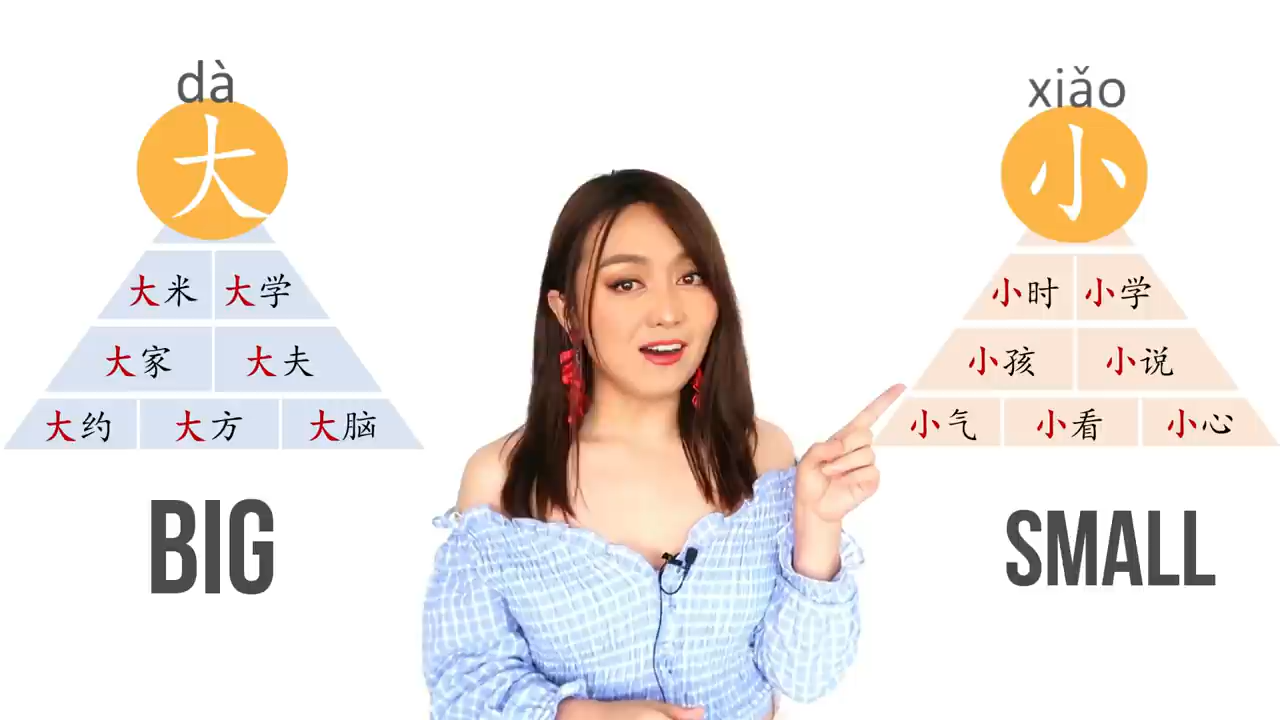 dà
大
大米 大学
大家 大夫
大约 大方 大脑
BIG
xiǎo
小
小时 小学
小孩 小说
小气 小看 小心
SMALL